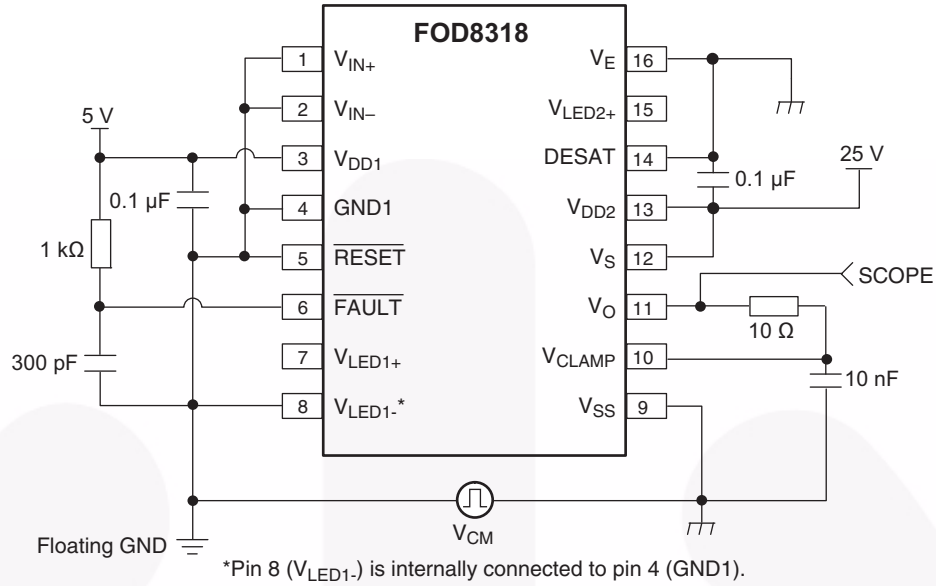 FOD8318
1 V_IN+
2 V_IN–
3 V_DD1
4 GND1
5 RESET
6 FAULT
7 V_LED1+
8 V_LED1-*
V_E 16
V_LED2+ 15
DESAT 14
V_DD2 13
V_S 12
V_O 11
V_CLAMP 10
V_SS 9
5 V
0.1 µF
1 kΩ
300 pF
Floating GND
V_CM
0.1 µF
25 V
SCOPE
10 Ω
10 nF
*Pin 8 (V_LED1-) is internally connected to pin 4 (GND1).